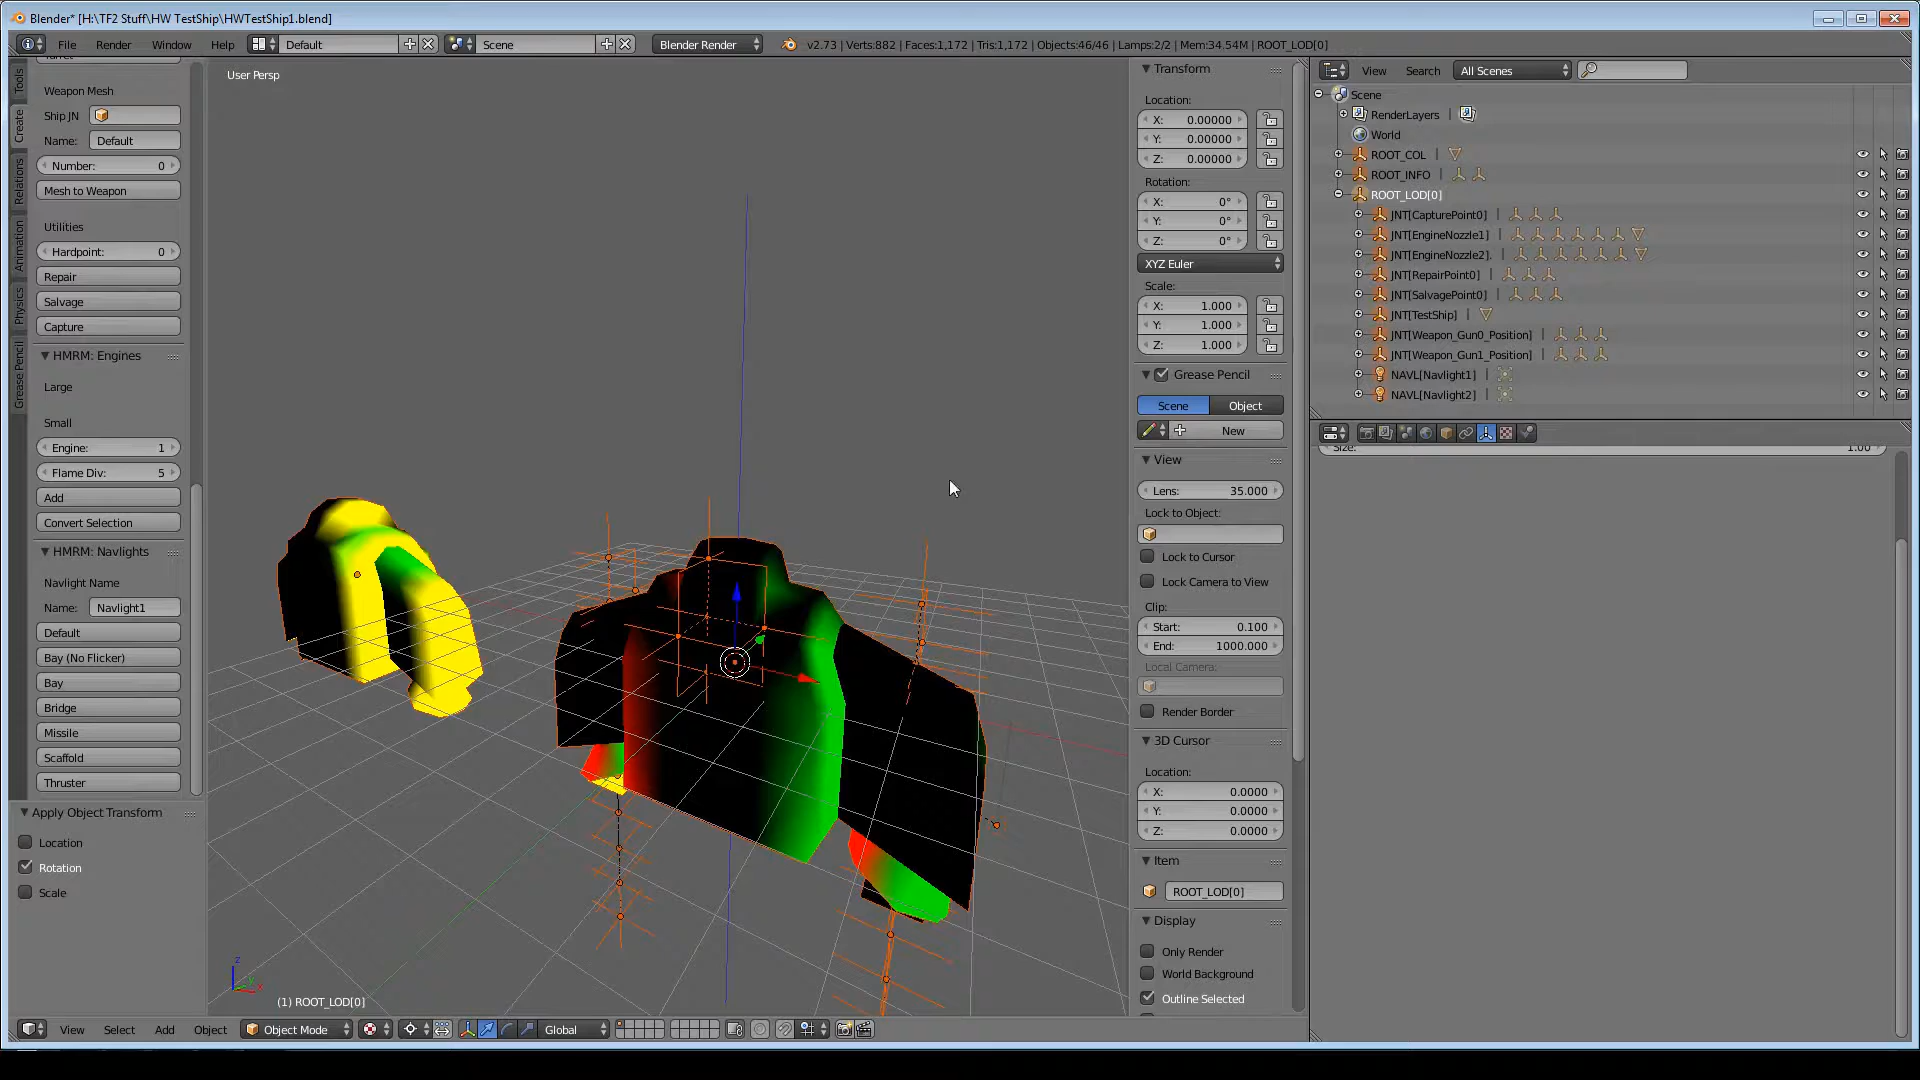 Blender* [H:\TF2 Stuff\HW TestShip\HWTestShip1.blend]
File Render Window Help Default Scene Blender Render v2.73 | Verts:882 | Faces:1,172 | Tris:1,172 | Objects:46/46 | Lamps:2/2 | Mem:34.54M | ROOT_LOD[0]
Tools
Create
Relations
Animation
Physics
Grease Pencil
Weapon Mesh
Ship JN
Name: Default
Number: 0
Mesh to Weapon
Utilities
Hardpoint: 0
Repair
Salvage
Capture
HMRM: Engines
Large
Small
Engine: 1
Flame Div: 5
Add
Convert Selection
HMRM: Navlights
Navlight Name
Name: Navlight1
Default
Bay (No Flicker)
Bay
Bridge
Missile
Scaffold
Thruster
Apply Object Transform
Location
Rotation
Scale
User Persp
z
(1) ROOT_LOD[0]
View Select Add Object Object Mode Global
Transform
Location:
X: 0.00000
Y: 0.00000
Z: 0.00000
Rotation:
X: 0°
Y: 0°
Z: 0°
XYZ Euler
Scale:
X: 1.000
Y: 1.000
Z: 1.000
Grease Pencil
Scene Object
New
View
Lens: 35.000
Lock to Object:
Lock to Cursor
Lock Camera to View
Clip:
Start: 0.100
End: 1000.000
Local Camera:
Render Border
3D Cursor
Location:
X: 0.0000
Y: 0.0000
Z: 0.0000
Item
ROOT_LOD[0]
Display
Only Render
World Background
Outline Selected
View Search All Scenes
Scene
RenderLayers |
World
ROOT_COL |
ROOT_INFO |
ROOT_LOD[0]
JNT[CapturePoint0] |
JNT[EngineNozzle1] |
JNT[EngineNozzle2]. |
JNT[RepairPoint0] |
JNT[SalvagePoint0] |
JNT[TestShip] |
JNT[Weapon_Gun0_Position] |
JNT[Weapon_Gun1_Position] |
NAVL[Navlight1] |
NAVL[Navlight2] |
Size: 1.00